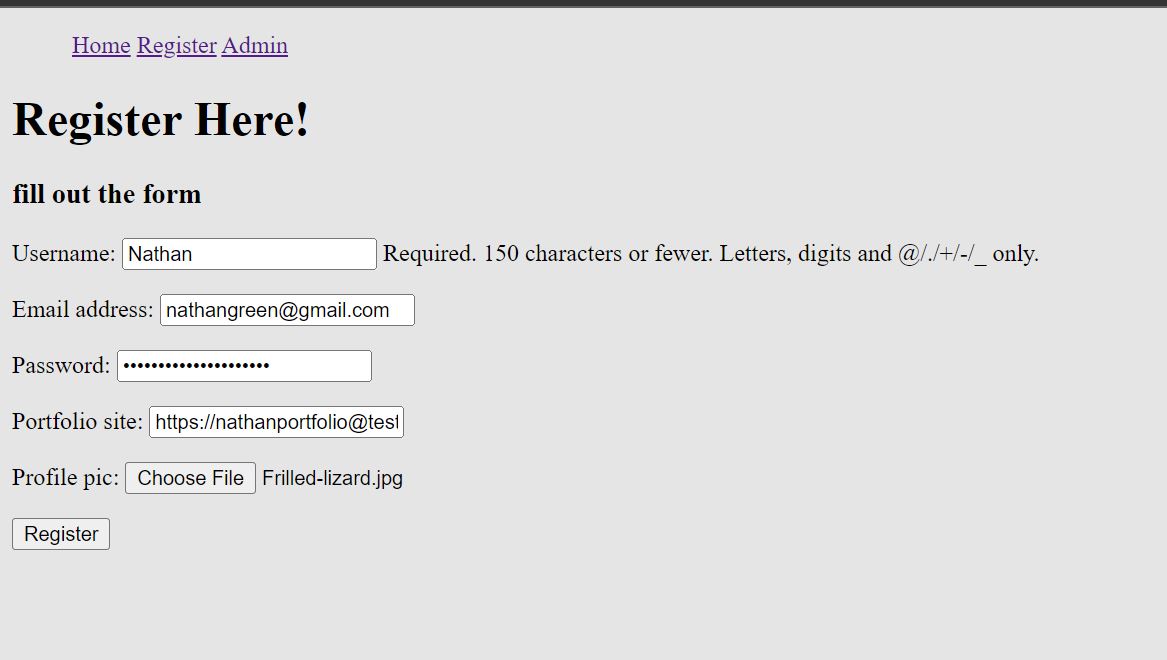 Home Register Admin
Register Here!
fill out the form
Username: Nathan Required. 150 characters or fewer. Letters, digits and @/./+/-/_ only.
Email address: nathangreen@gmail.com
Password: •••••••••••••••••••••
Portfolio site: https://nathanportfolio@test
Profile pic: Choose File Frilled-lizard.jpg
Register